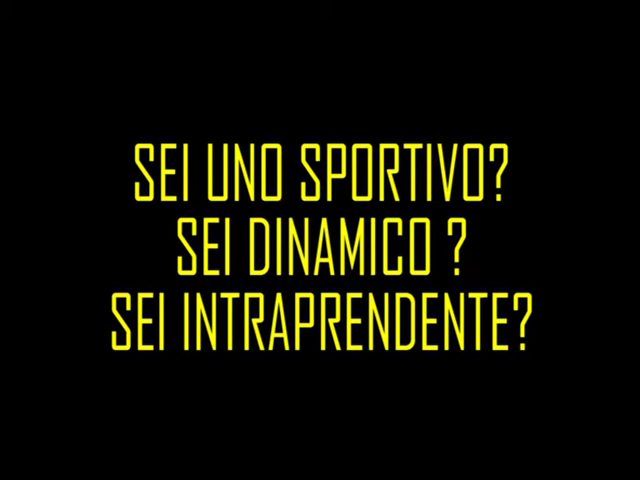 SEI UNO SPORTIVO?
SEI DINAMICO ?
SEI INTRAPRENDENTE?